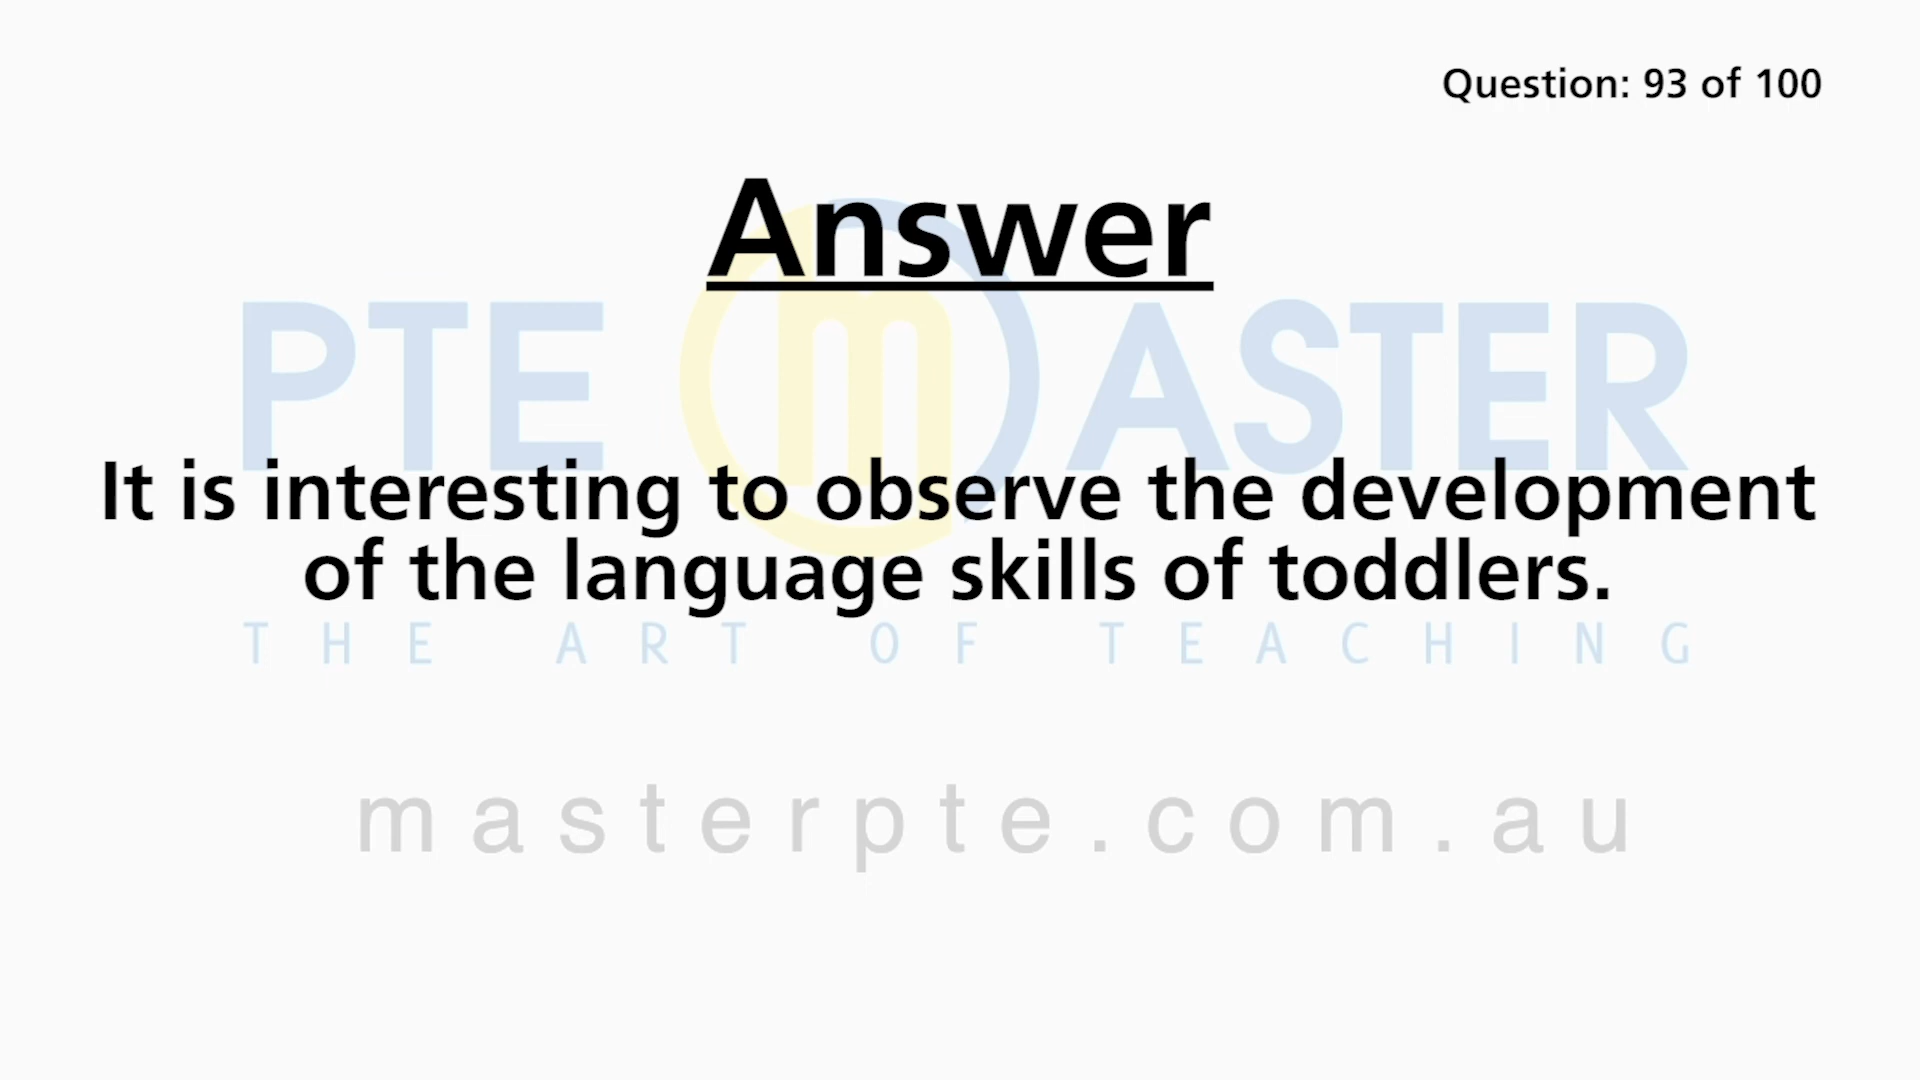 Question: 93 of 100
Answer
PTE mASTER
It is interesting to observe the development
of the language skills of toddlers.
THE ART OF TEACHING
masterpte.com.au